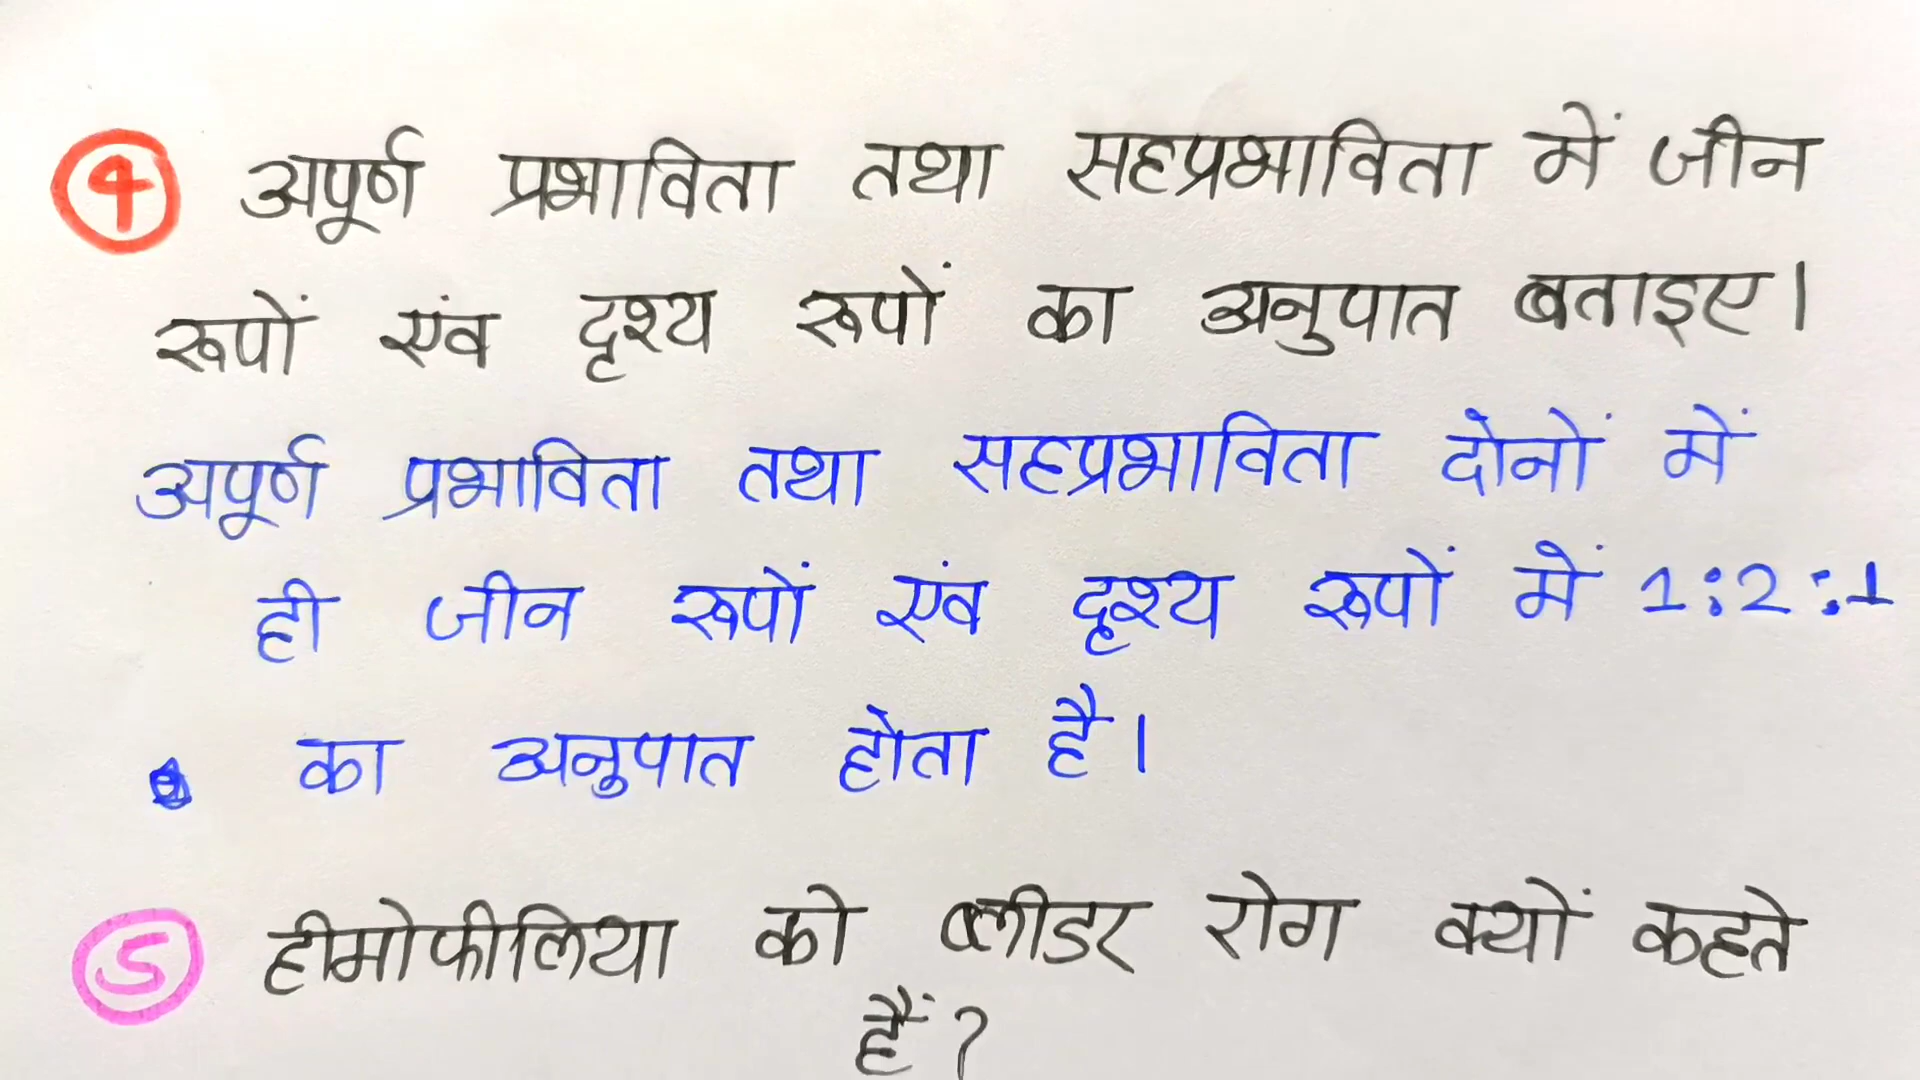 4 अपूर्ण प्रभाविता तथा सहप्रभाविता में जीन
रूपों एंव दृश्य रूपों का अनुपात बताइए।
अपूर्ण प्रभाविता तथा सहप्रभाविता दोनों में
ही जीन रूपों एंव दृश्य रूपों में 1:2:1
का अनुपात होता है।
5 हीमोफीलिया को ब्लीडर रोग क्यों कहते
हैं?